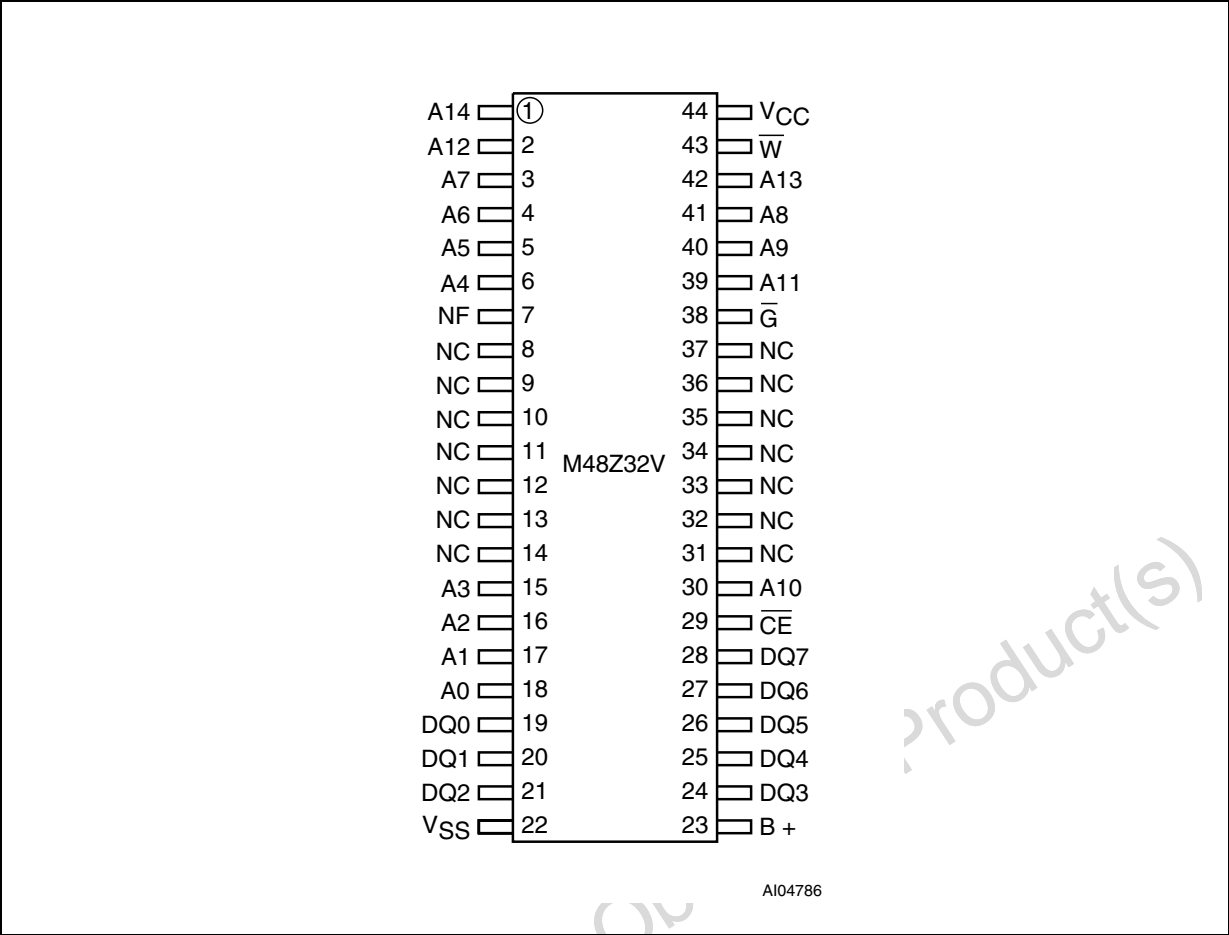 A14 1 44 VCC
A12 2 43 W̅
A7 3 42 A13
A6 4 41 A8
A5 5 40 A9
A4 6 39 A11
NF 7 38 G̅
NC 8 37 NC
NC 9 36 NC
NC 10 35 NC
NC 11 34 NC
M48Z32V
NC 12 33 NC
NC 13 32 NC
NC 14 31 NC
A3 15 30 A10
A2 16 29 C̅E̅
A1 17 28 DQ7
A0 18 27 DQ6
DQ0 19 26 DQ5
DQ1 20 25 DQ4
DQ2 21 24 DQ3
VSS 22 23 B +
AI04786
Product(s)
Ob